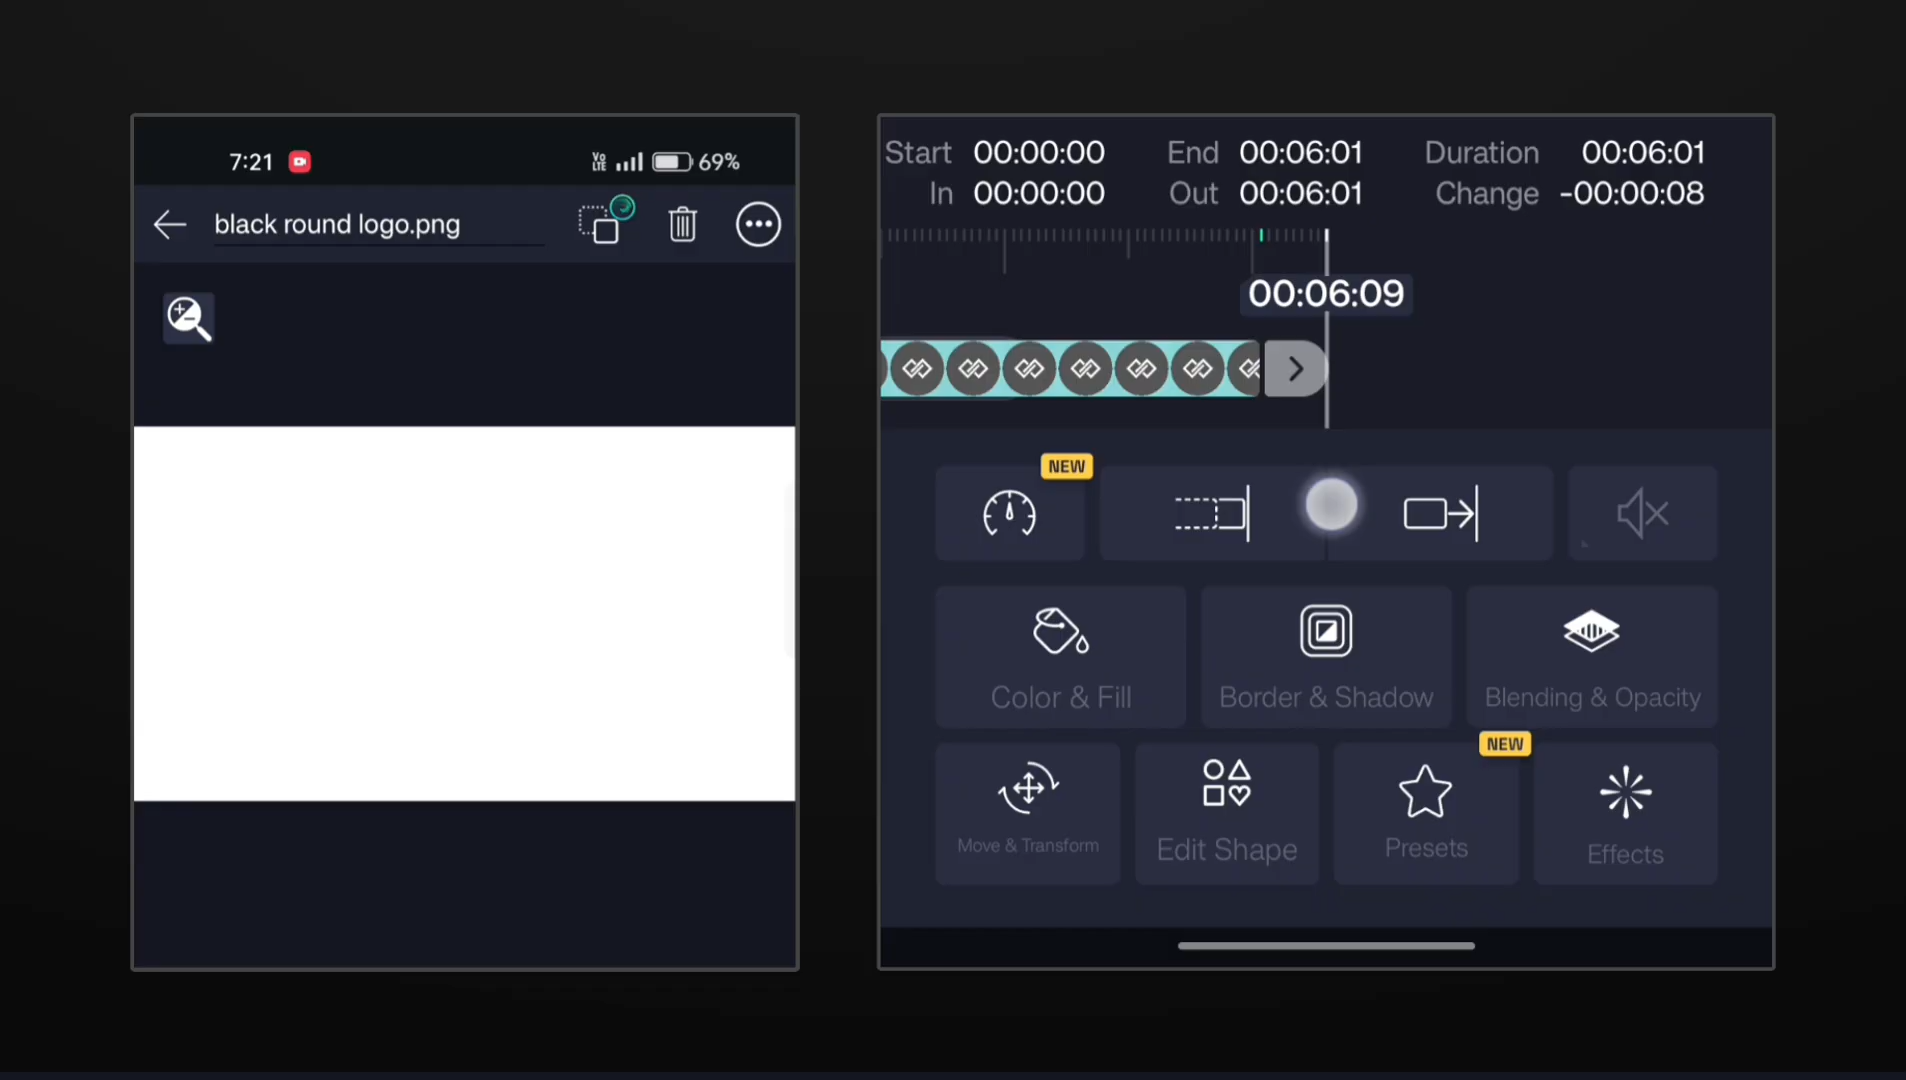 7:21
Vo
LTE
69%
black round logo.png
Start 00:00:00 End 00:06:01 Duration 00:06:01
In 00:00:00 Out 00:06:01 Change -00:00:08
00:06:09
NEW
Color & Fill
Border & Shadow
Blending & Opacity
NEW
Move & Transform
Edit Shape
Presets
Effects